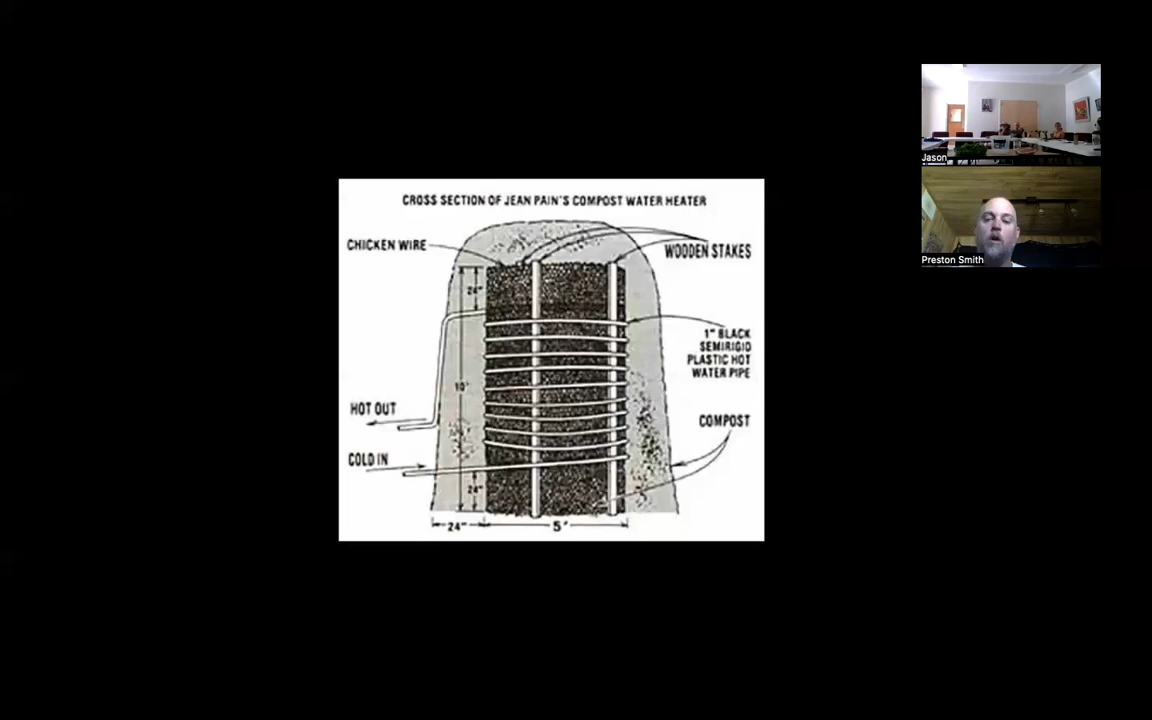 CROSS SECTION OF JEAN PAIN'S COMPOST WATER HEATER
CHICKEN WIRE
WOODEN STAKES
24"
1" BLACK
SEMIRIGID
PLASTIC HOT
WATER PIPE
10'
HOT OUT
COMPOST
COLD IN
24"
24"
5'
Jason
Preston Smith